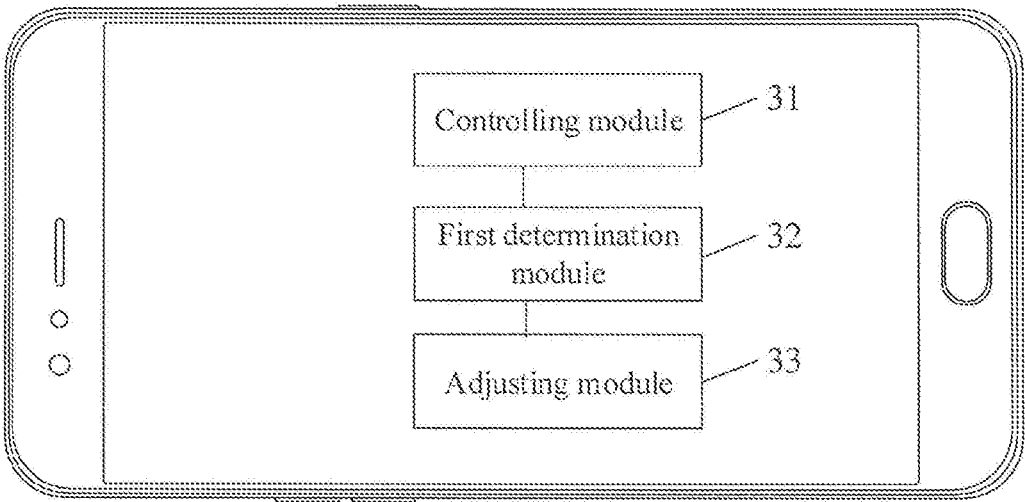 Controlling module
31
First determination
module
32
Adjusting module
33